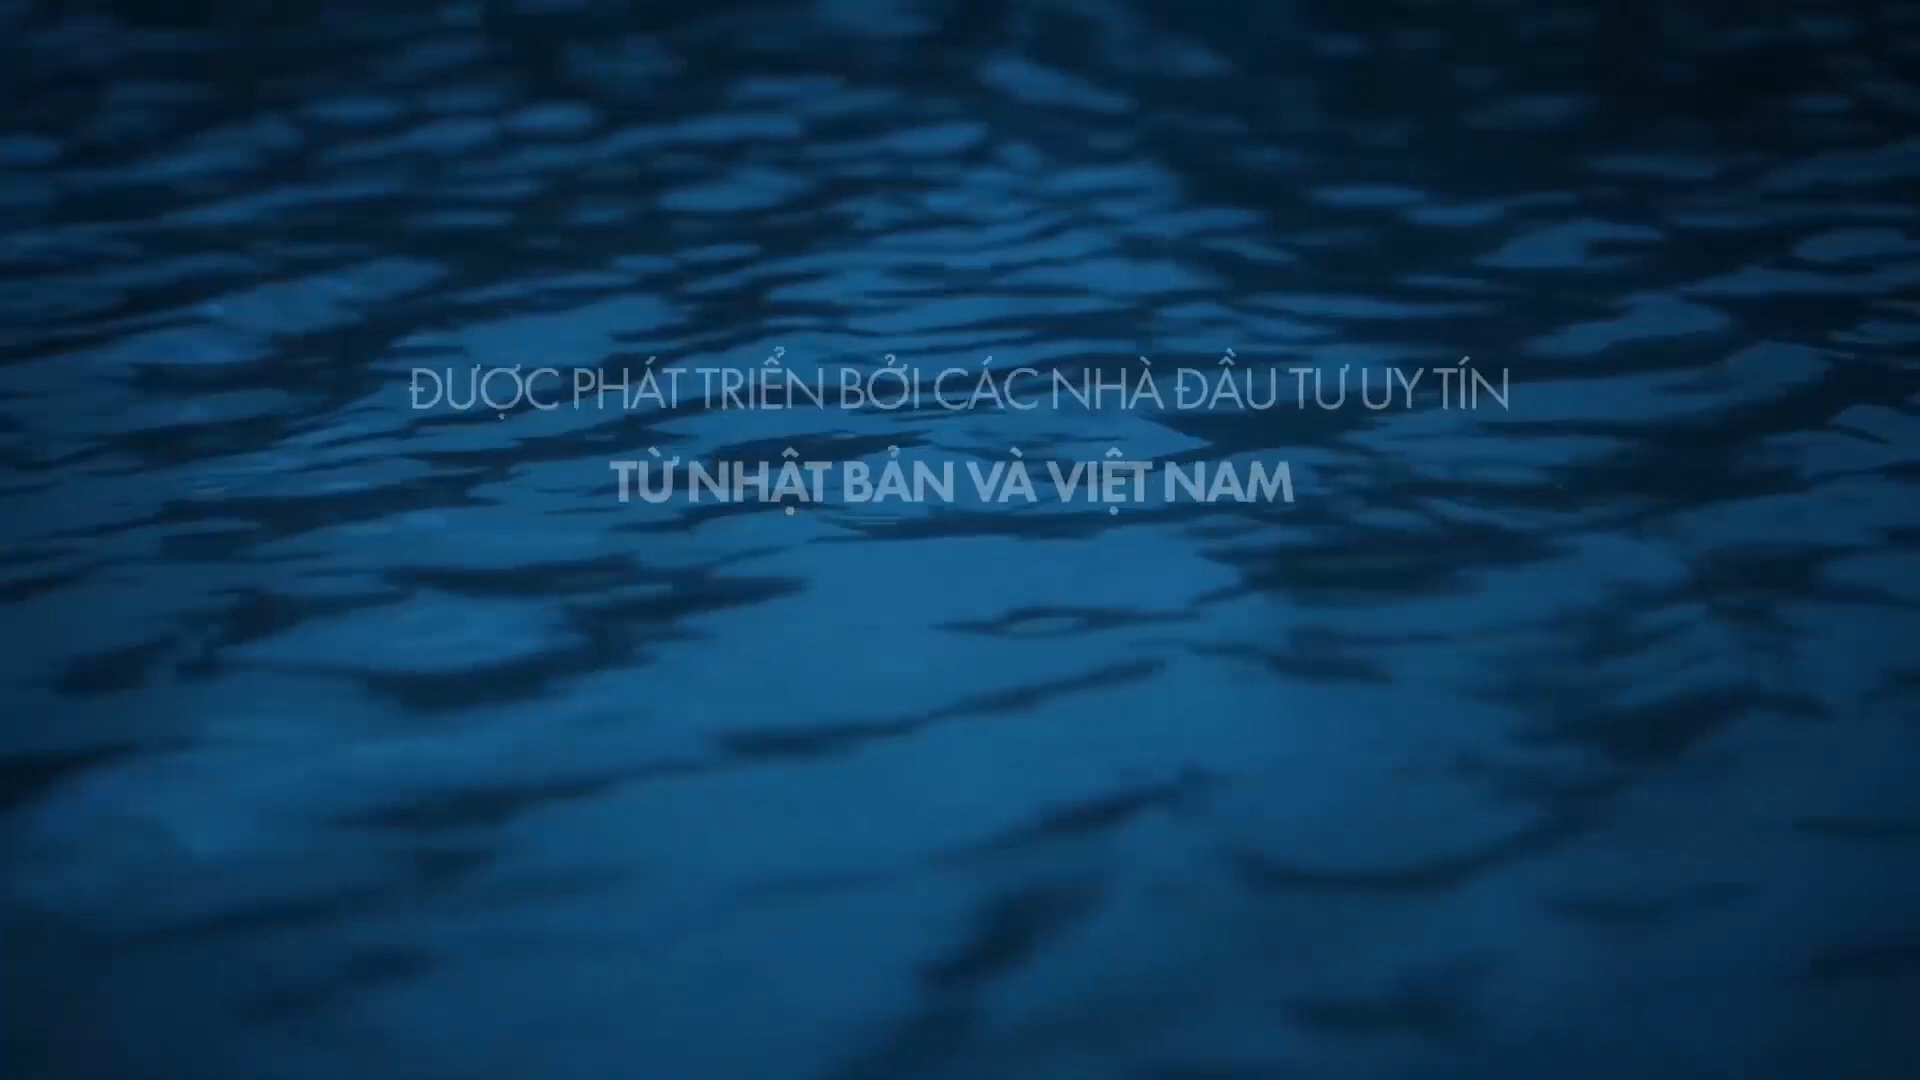 ĐƯỢC PHÁT TRIỂN BỞI CÁC NHÀ ĐẦU TƯ UY TÍN
TỪ NHẬT BẢN VÀ VIỆT NAM